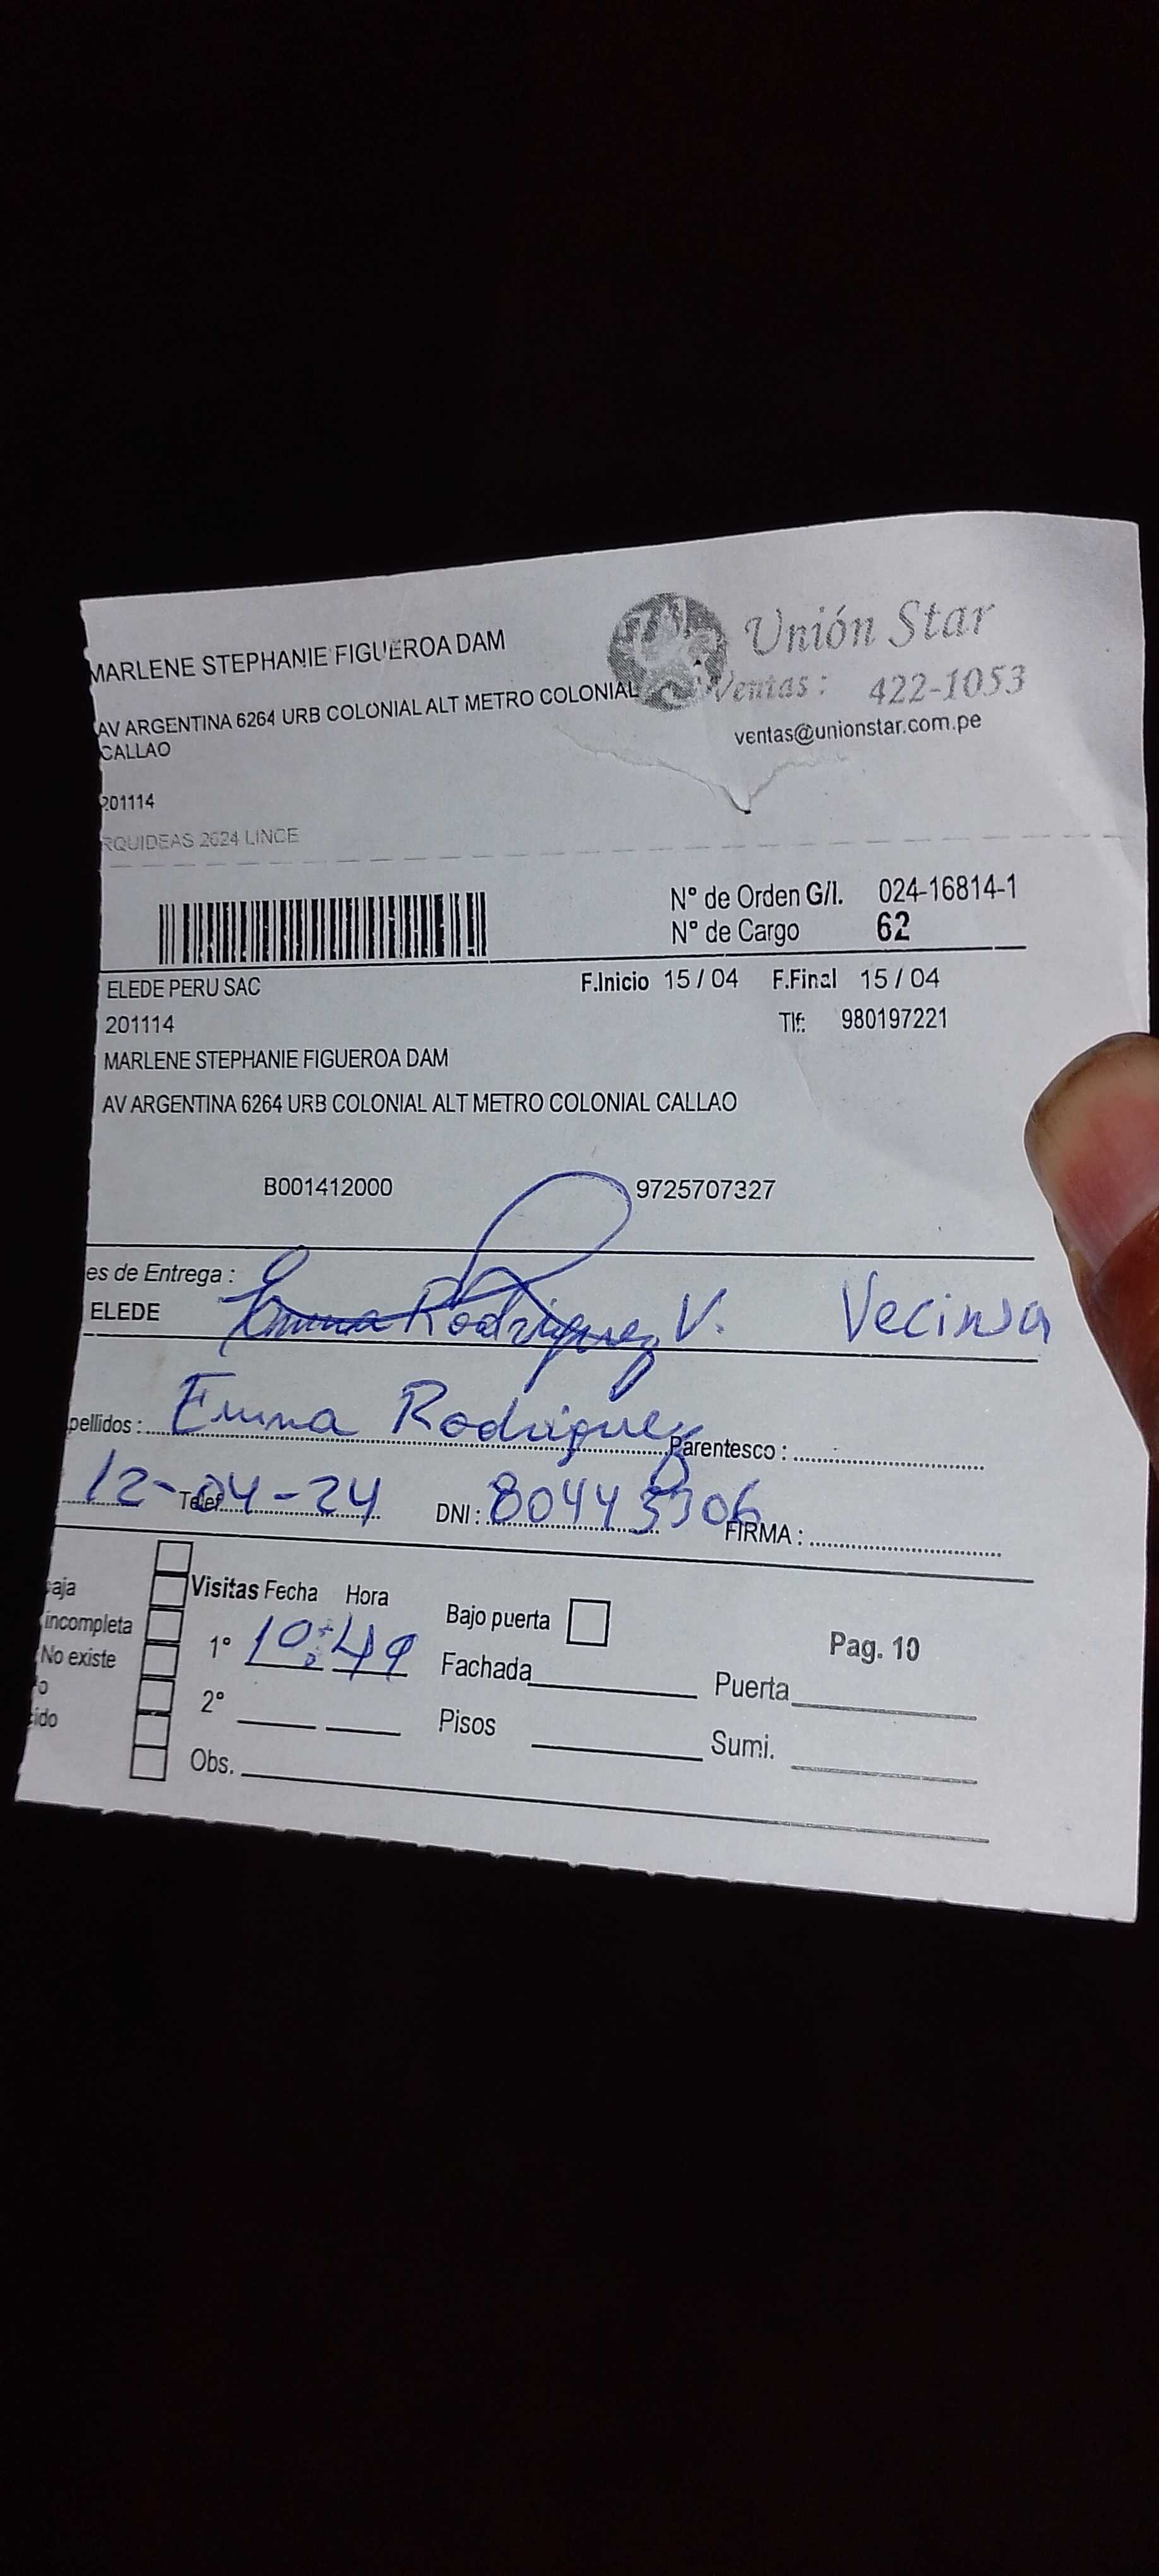 MARLENE STEPHANIE FIGUEROA DAM
Unión Star
Ventas: 422-1053
ventas@unionstar.com.pe
AV ARGENTINA 6264 URB COLONIAL ALT METRO COLONIAL
CALLAO
201114
RQUIDEAS 2624 LINCE
N° de Orden G/I. 024-16814-1
N° de Cargo 62
ELEDE PERU SAC
F.Inicio 15 / 04 F.Final 15 / 04
201114
Tlf: 980197221
MARLENE STEPHANIE FIGUEROA DAM
AV ARGENTINA 6264 URB COLONIAL ALT METRO COLONIAL CALLAO
B001412000 9725707327
es de Entrega :
ELEDE Emma Rodriguez V. Vecina
pellidos : Emma Rodriguez Parentesco :
12-04-24 Telef. DNI : FIRMA :
Visitas Fecha Hora
aja
incompleta
No existe
o
ido
1° 10:49
2°
Obs.
Bajo puerta
Fachada
Pisos
Pag. 10
Puerta
Sumi.